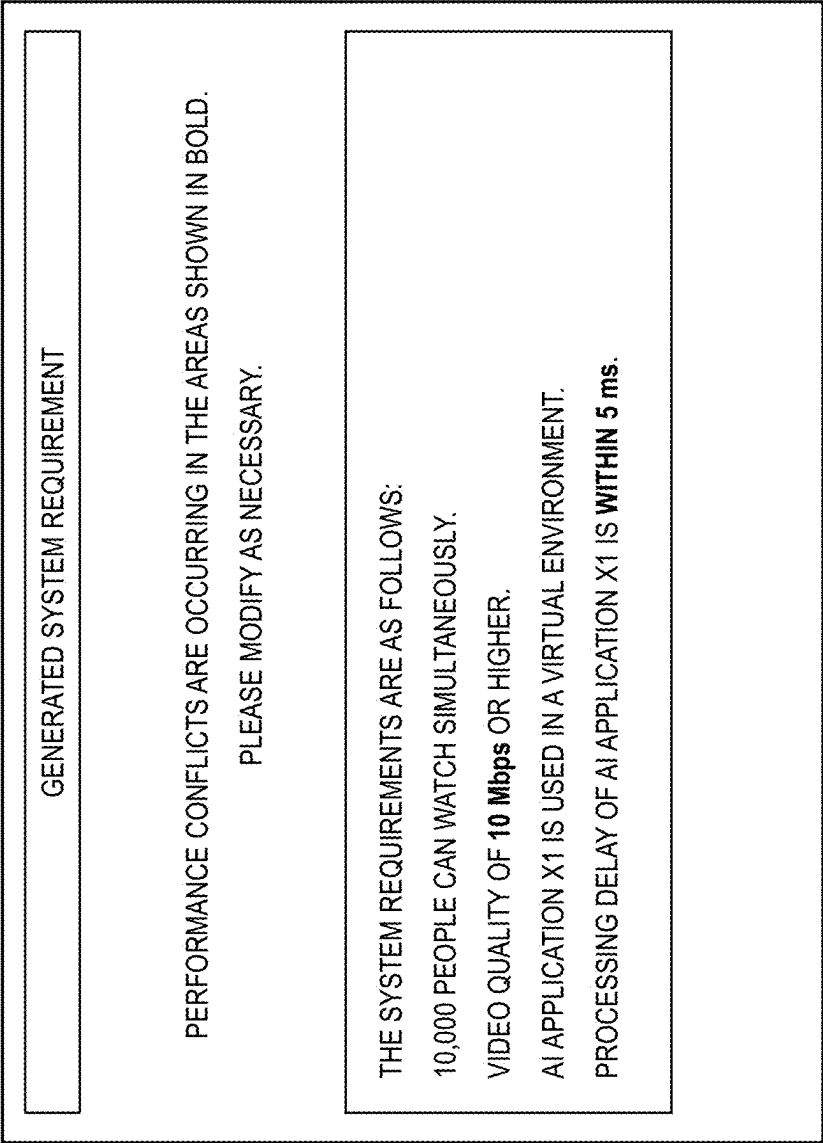 GENERATED SYSTEM REQUIREMENT
PERFORMANCE CONFLICTS ARE OCCURRING IN THE AREAS SHOWN IN BOLD.
PLEASE MODIFY AS NECESSARY.
THE SYSTEM REQUIREMENTS ARE AS FOLLOWS:
10,000 PEOPLE CAN WATCH SIMULTANEOUSLY.
VIDEO QUALITY OF 10 Mbps OR HIGHER.
AI APPLICATION X1 IS USED IN A VIRTUAL ENVIRONMENT.
PROCESSING DELAY OF AI APPLICATION X1 IS WITHIN 5 ms.